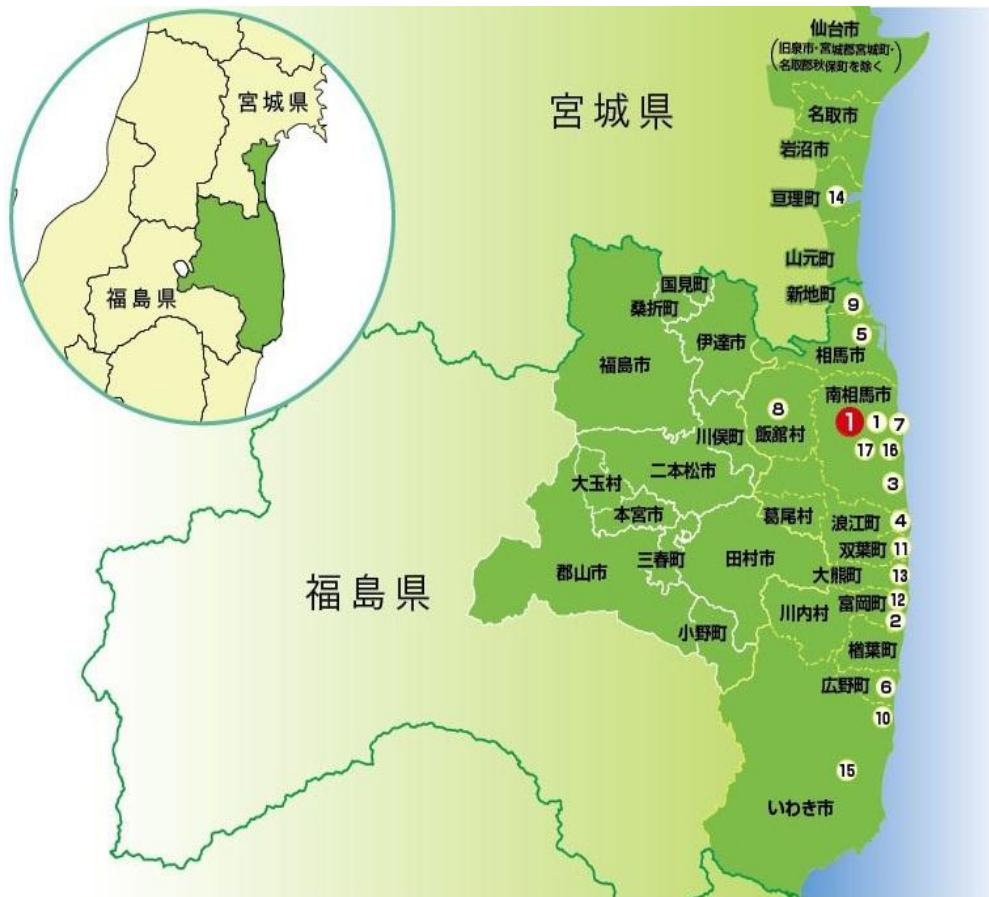 宮城県
福島県
仙台市
(旧泉市・宮城郡宮城町・
名取郡秋保町を除く)
宮城県
名取市
岩沼市
亘理町 14
山元町
新地町
9
5
相馬市
国見町
桑折町
伊達市
福島市
南相馬市
1 1 7
17 16
3
8
飯舘村
川俣町
二本松市
大玉村
本宮市
葛尾村
浪江町 4
双葉町 11
大熊町 13
三春町
田村市
郡山市
福島県
富岡町 12
2
川内村
小野町
楢葉町
広野町 6
10
15
いわき市